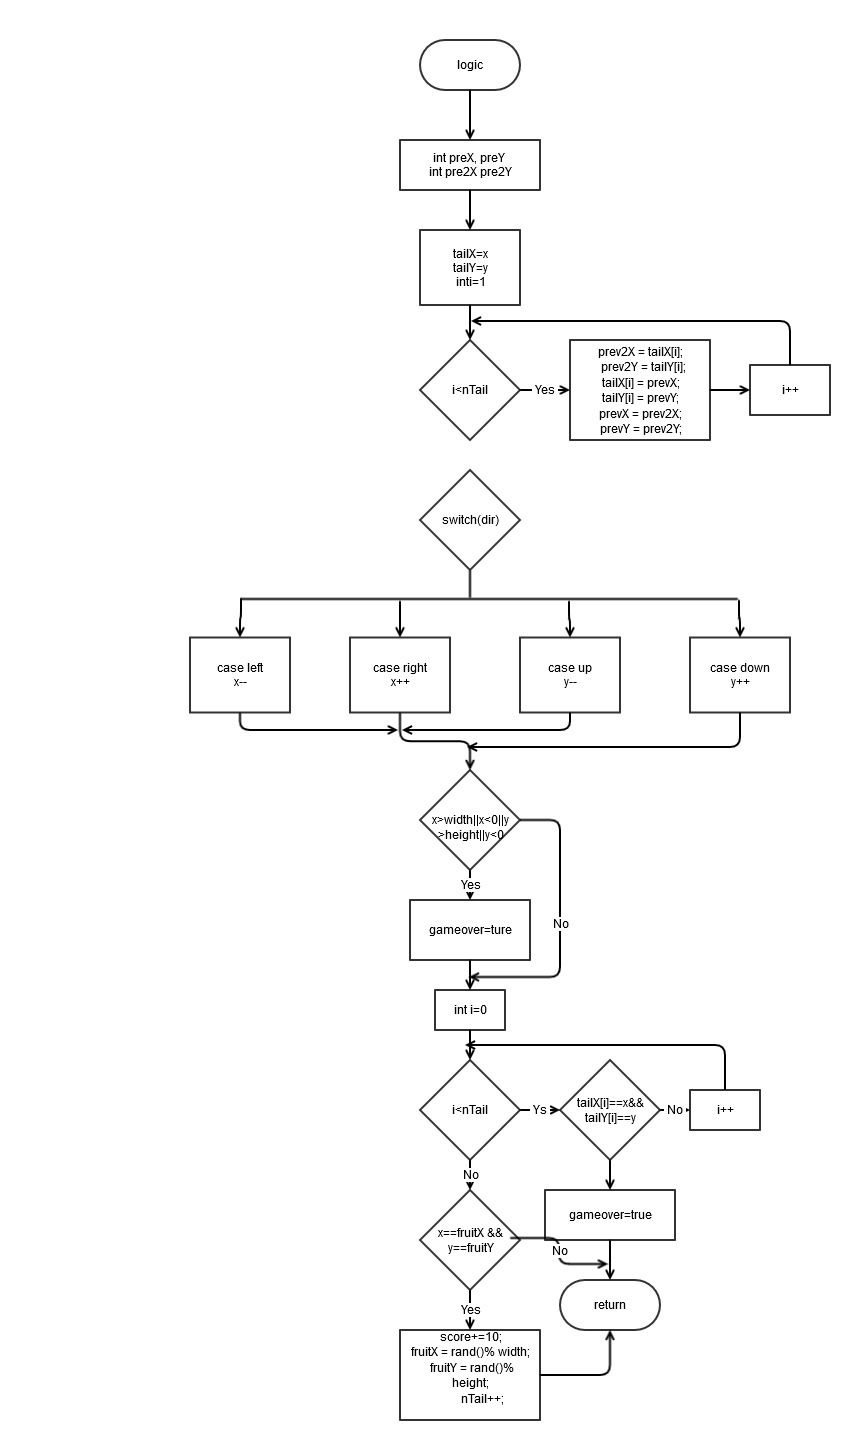 logic
int preX, preY
int pre2X pre2Y
tailX=x
tailY=y
inti=1
i<nTail
Yes
prev2X = tailX[i];
prev2Y = tailY[i];
tailX[i] = prevX;
tailY[i] = prevY;
prevX = prev2X;
prevY = prev2Y;
i++
switch(dir)
case left
x--
case right
x++
case up
y--
case down
y++
x>width||x<0||y
>height||y<0
Yes
gameover=ture
No
int i=0
i<nTail
Ys
tailX[i]==x&&
tailY[i]==y
No
i++
No
gameover=true
x==fruitX &&
y==fruitY
No
return
Yes
score+=10;
fruitX = rand()% width;
fruitY = rand()%
height;
nTail++;